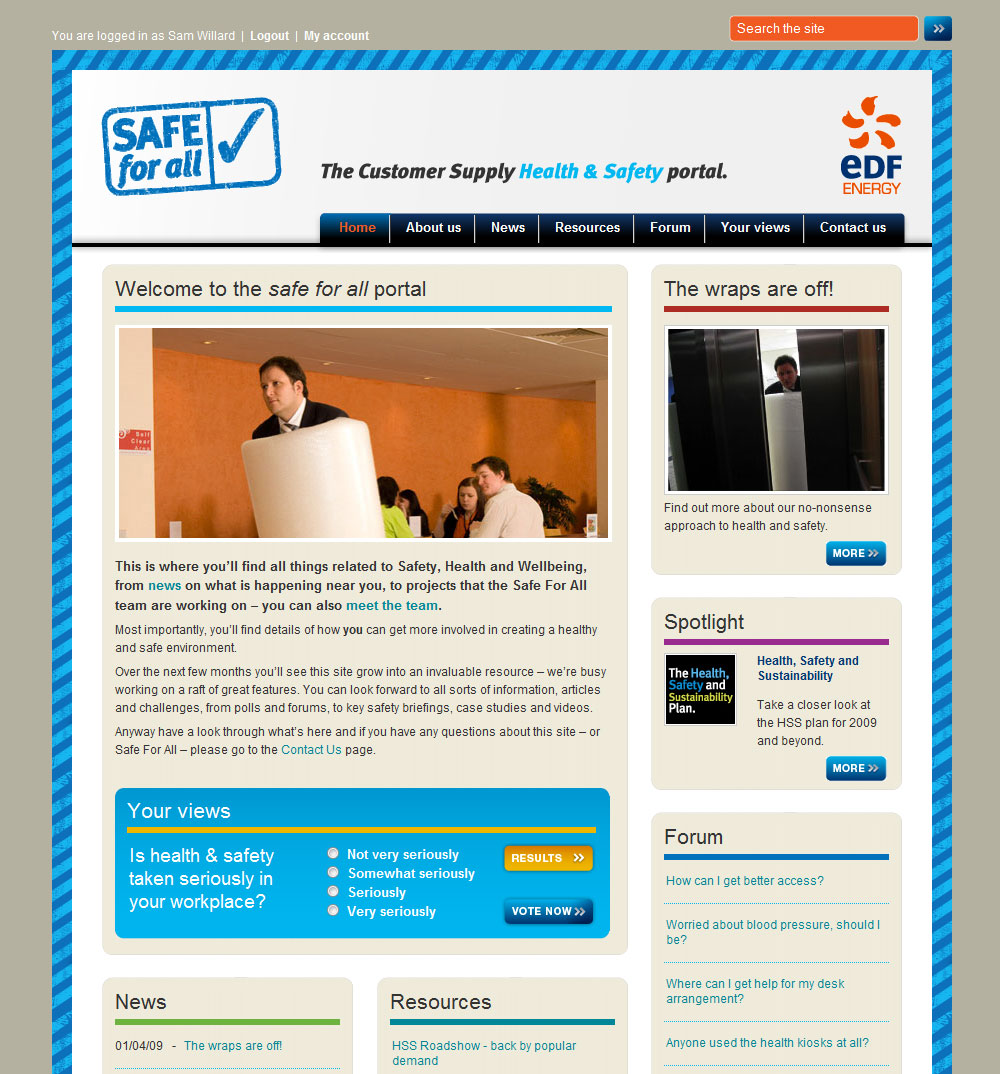 You are logged in as Sam Willard | Logout | My account
Search the site
SAFE
for all
The Customer Supply Health & Safety portal.
eDF
ENERGY
Home
About us
News
Resources
Forum
Your views
Contact us
Welcome to the safe for all portal
Self
Clear
Area
This is where you’ll find all things related to Safety, Health and Wellbeing,
from news on what is happening near you, to projects that the Safe For All
team are working on – you can also meet the team.
Most importantly, you’ll find details of how you can get more involved in creating a healthy
and safe environment.
Over the next few months you’ll see this site grow into an invaluable resource – we’re busy
working on a raft of great features. You can look forward to all sorts of information, articles
and challenges, from polls and forums, to key safety briefings, case studies and videos.
Anyway have a look through what’s here and if you have any questions about this site – or
Safe For All – please go to the Contact Us page.
Your views
Is health & safety
taken seriously in
your workplace?
Not very seriously
Somewhat seriously
Seriously
Very seriously
RESULTS
VOTE NOW
News
01/04/09 - The wraps are off!
Resources
HSS Roadshow - back by popular
demand
The wraps are off!
Find out more about our no-nonsense
approach to health and safety.
MORE
Spotlight
The Health,
Safety and
Sustainability
Plan.
Health, Safety and
Sustainability
Take a closer look at
the HSS plan for 2009
and beyond.
MORE
Forum
How can I get better access?
Worried about blood pressure, should I
be?
Where can I get help for my desk
arrangement?
Anyone used the health kiosks at all?